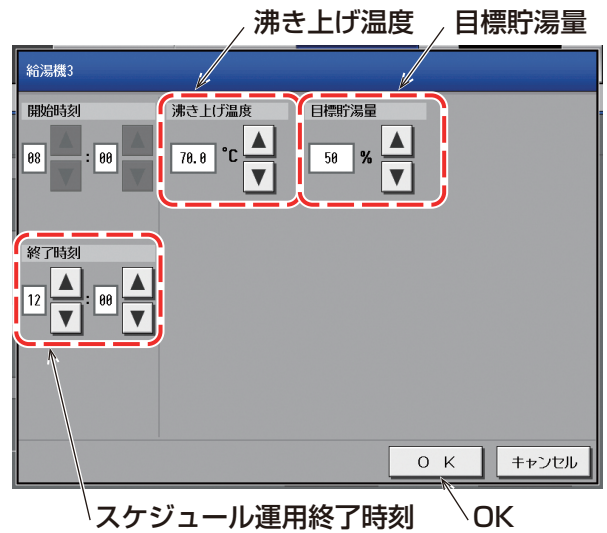 沸き上げ温度 目標貯湯量
給湯機3
開始時刻 沸き上げ温度 目標貯湯量
08 : 00 70.0 °C 50 %
終了時刻
12 : 00
OK キャンセル
スケジュール運用終了時刻 OK